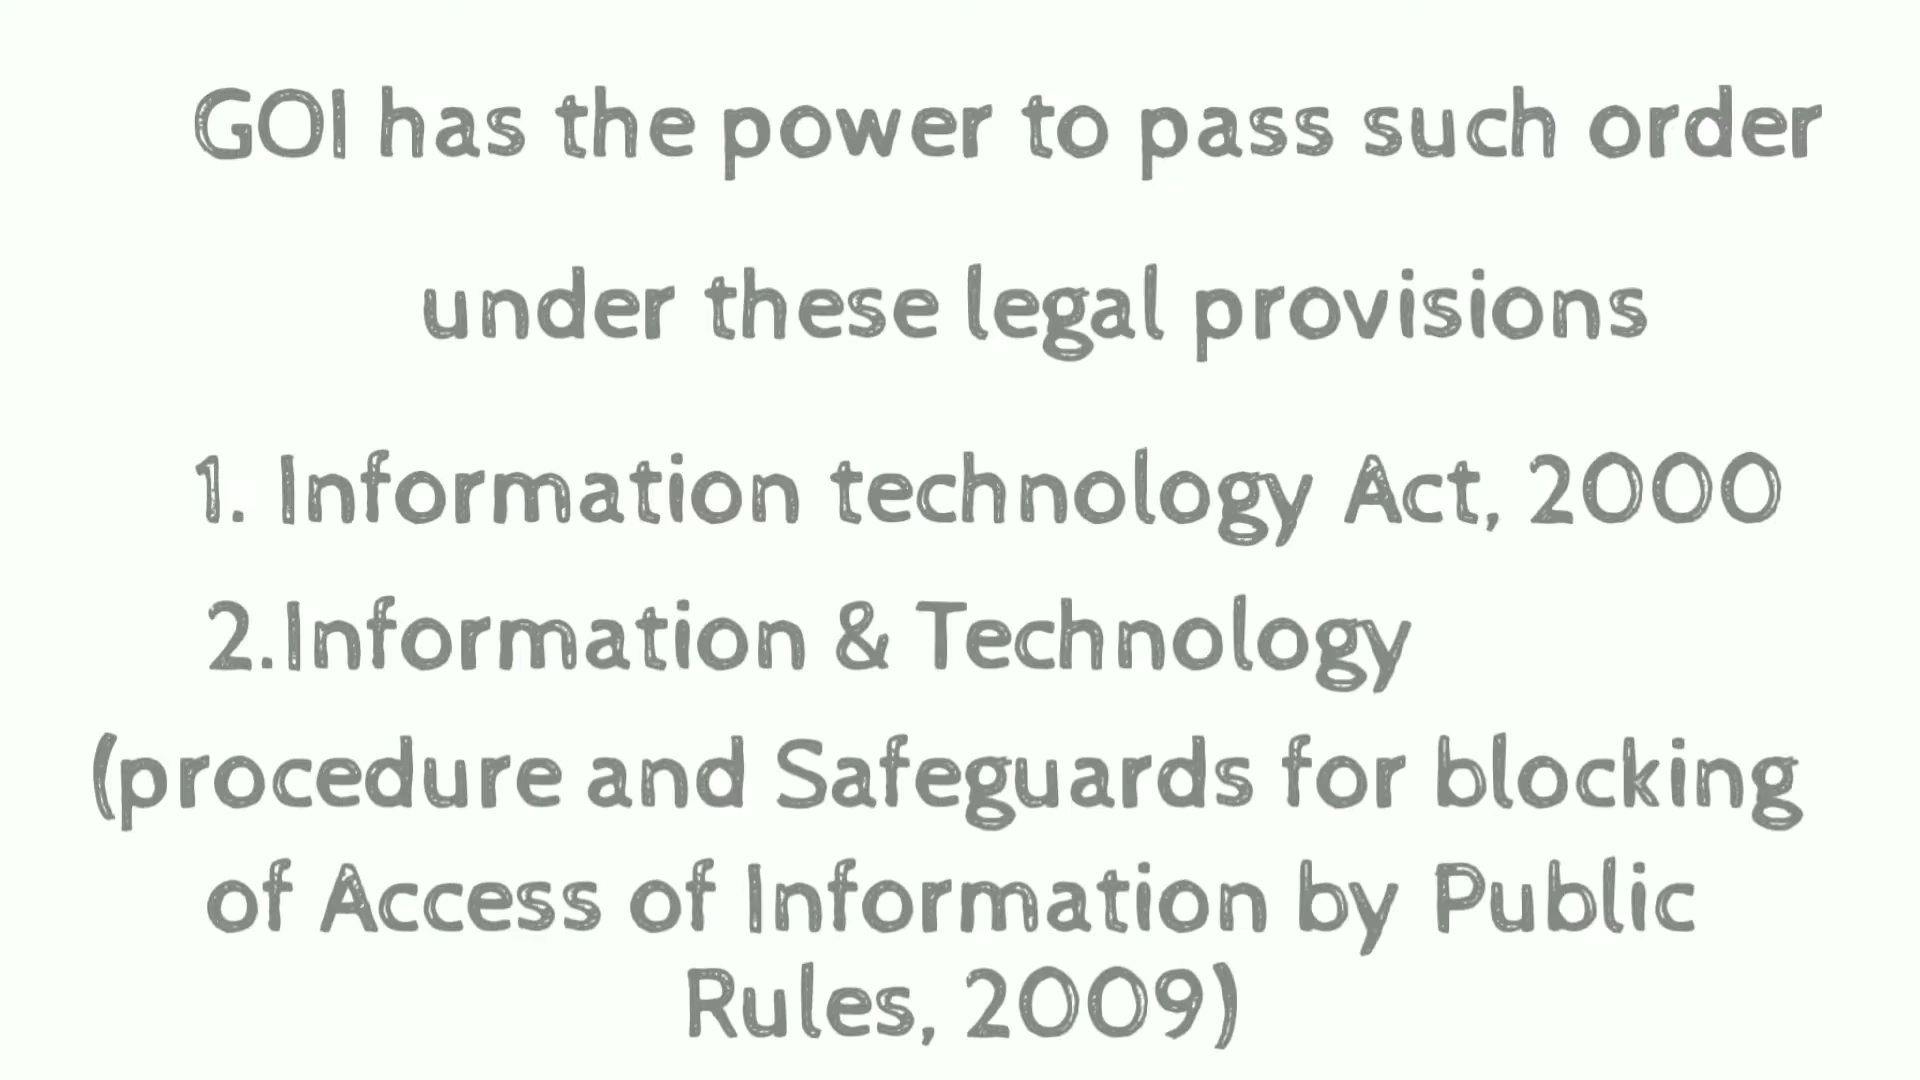 GOI has the power to pass such order
under these legal provisions
1. Information technology Act, 2000
2.Information & Technology
(procedure and Safeguards for blocking
of Access of Information by Public
Rules, 2009)